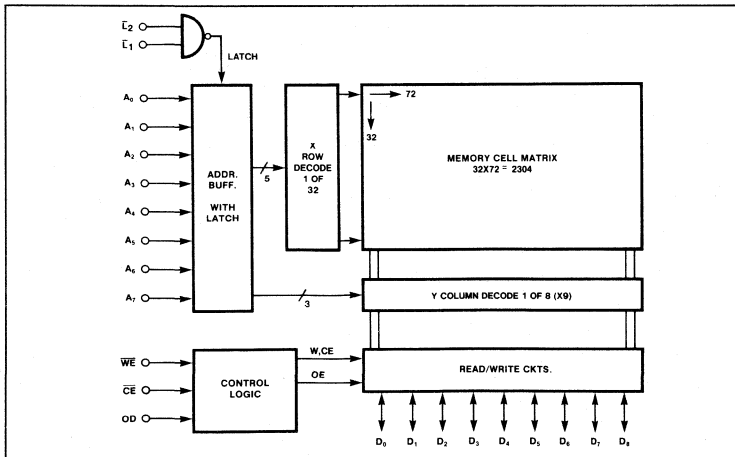 L̅2
L̅1
LATCH
A0
A1
A2
A3
A4
A5
A6
A7
ADDR.
BUFF.
WITH
LATCH
5
3
X
ROW
DECODE
1 OF
32
72
32
MEMORY CELL MATRIX
32X72 = 2304
Y COLUMN DECODE 1 OF 8 (X9)
W̅E̅
C̅E̅
OD
CONTROL
LOGIC
W,CE
OE
READ/WRITE CKTS.
D0 D1 D2 D3 D4 D5 D6 D7 D8